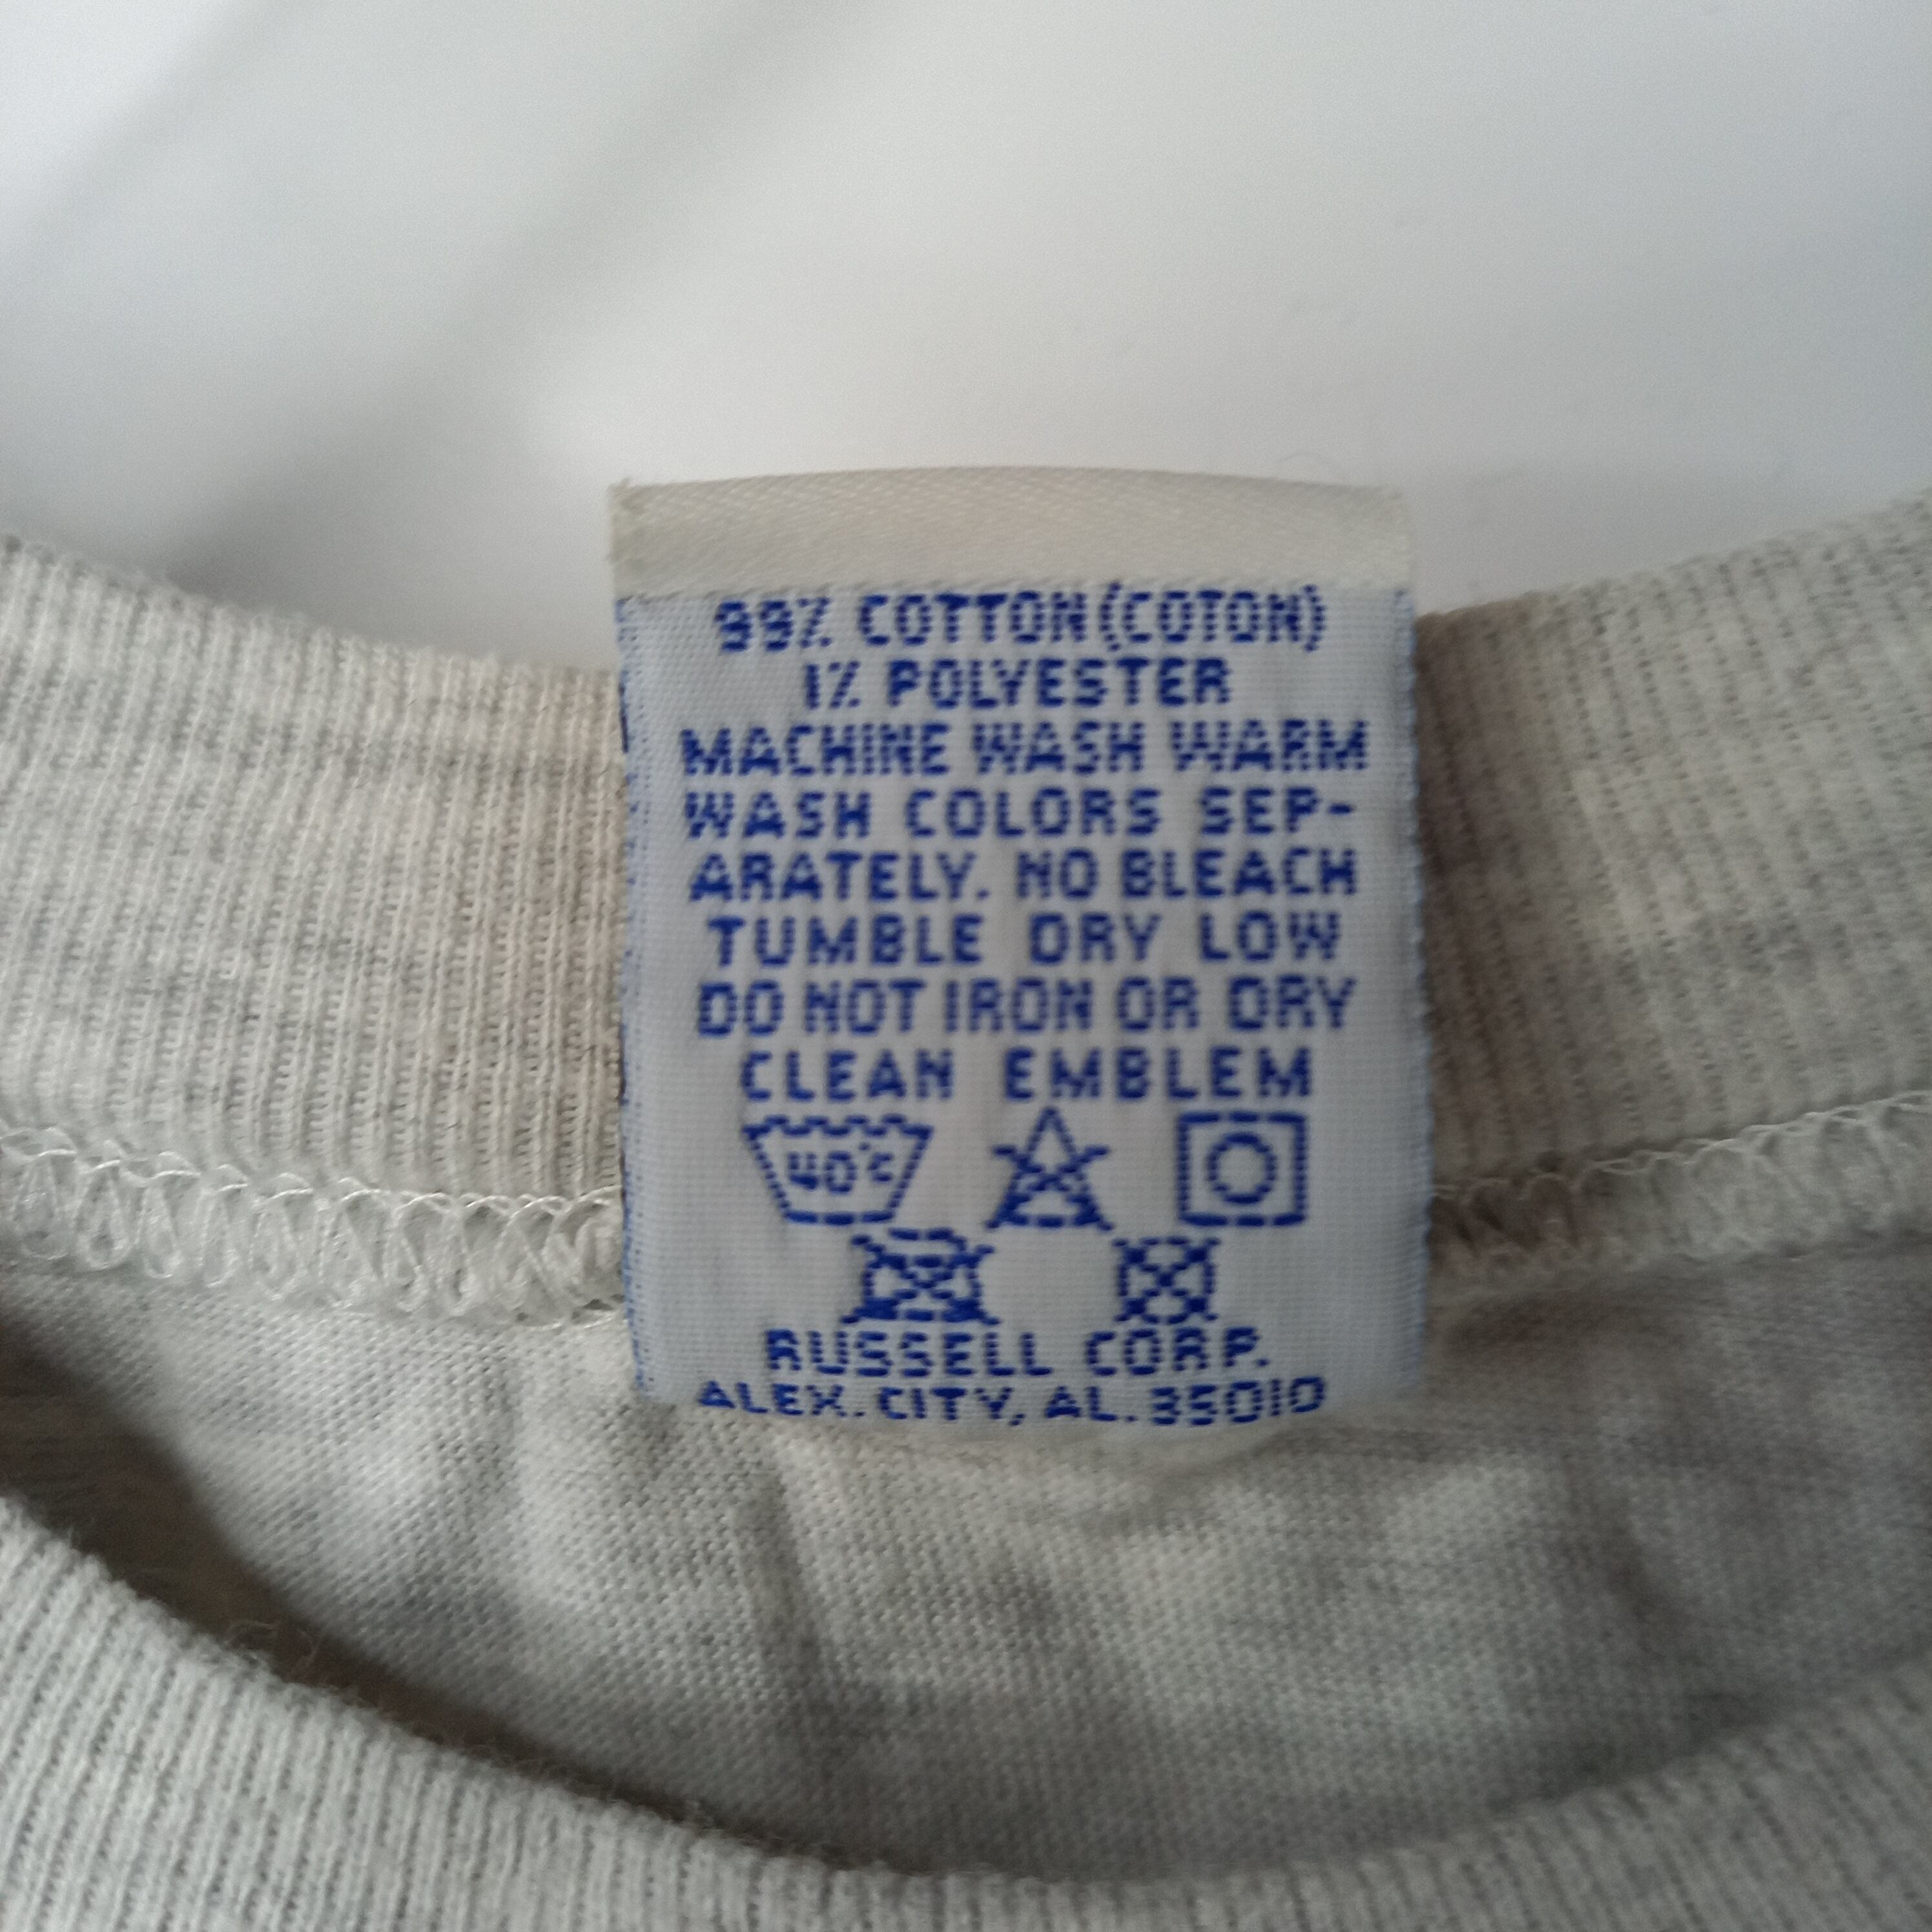 99% COTTON (COTON)
1% POLYESTER
MACHINE WASH WARM
WASH COLORS SEP-
ARATELY. NO BLEACH
TUMBLE DRY LOW
DO NOT IRON OR DRY
CLEAN EMBLEM
40°C
RUSSELL CORP.
ALEX. CITY, AL. 35010